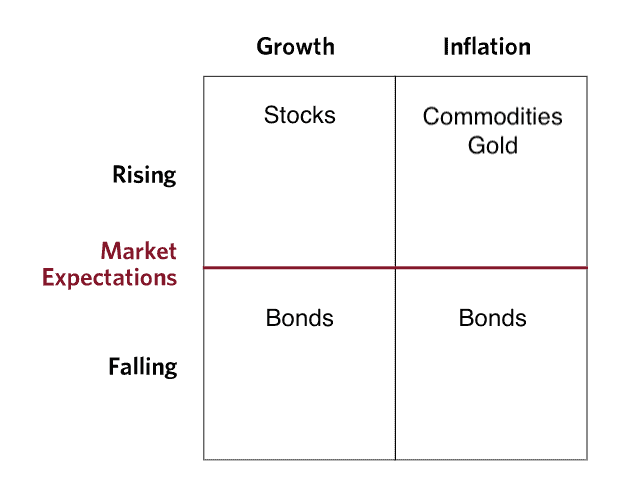 Growth Inflation
Stocks Commodities
Gold
Rising
Market
Expectations
Bonds Bonds
Falling